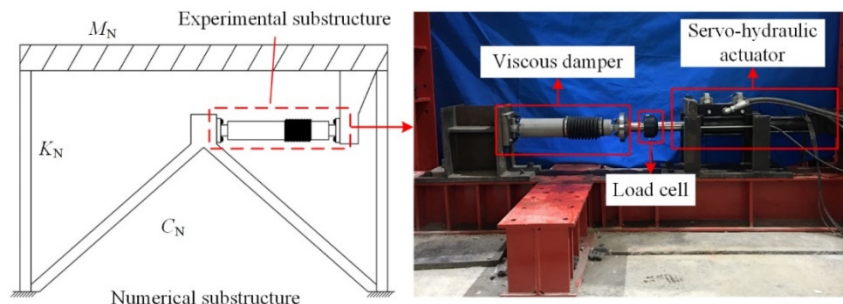 Experimental substructure
M_N
K_N
C_N
Numerical substructure
Servo-hydraulic
actuator
Viscous damper
Load cell